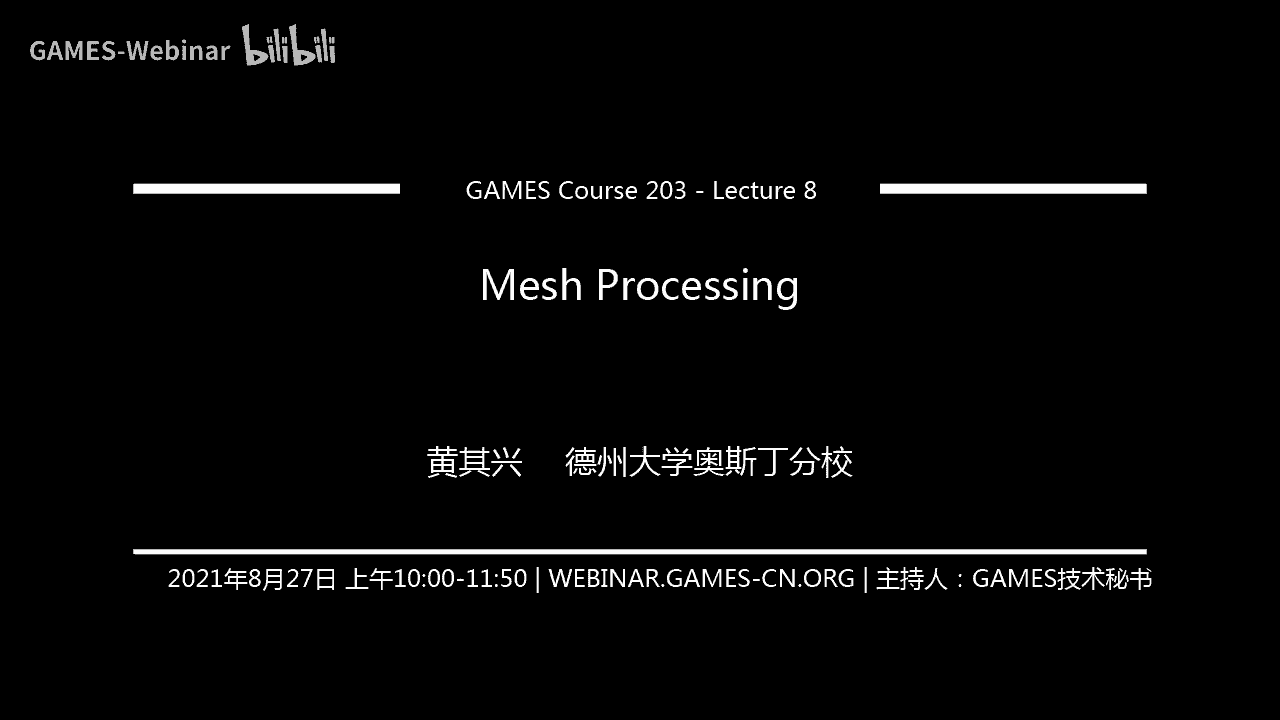 GAMES-Webinar bilibili
GAMES Course 203 - Lecture 8
Mesh Processing
黄其兴 德州大学奥斯丁分校
2021年8月27日 上午10:00-11:50 | WEBINAR.GAMES-CN.ORG | 主持人：GAMES技术秘书